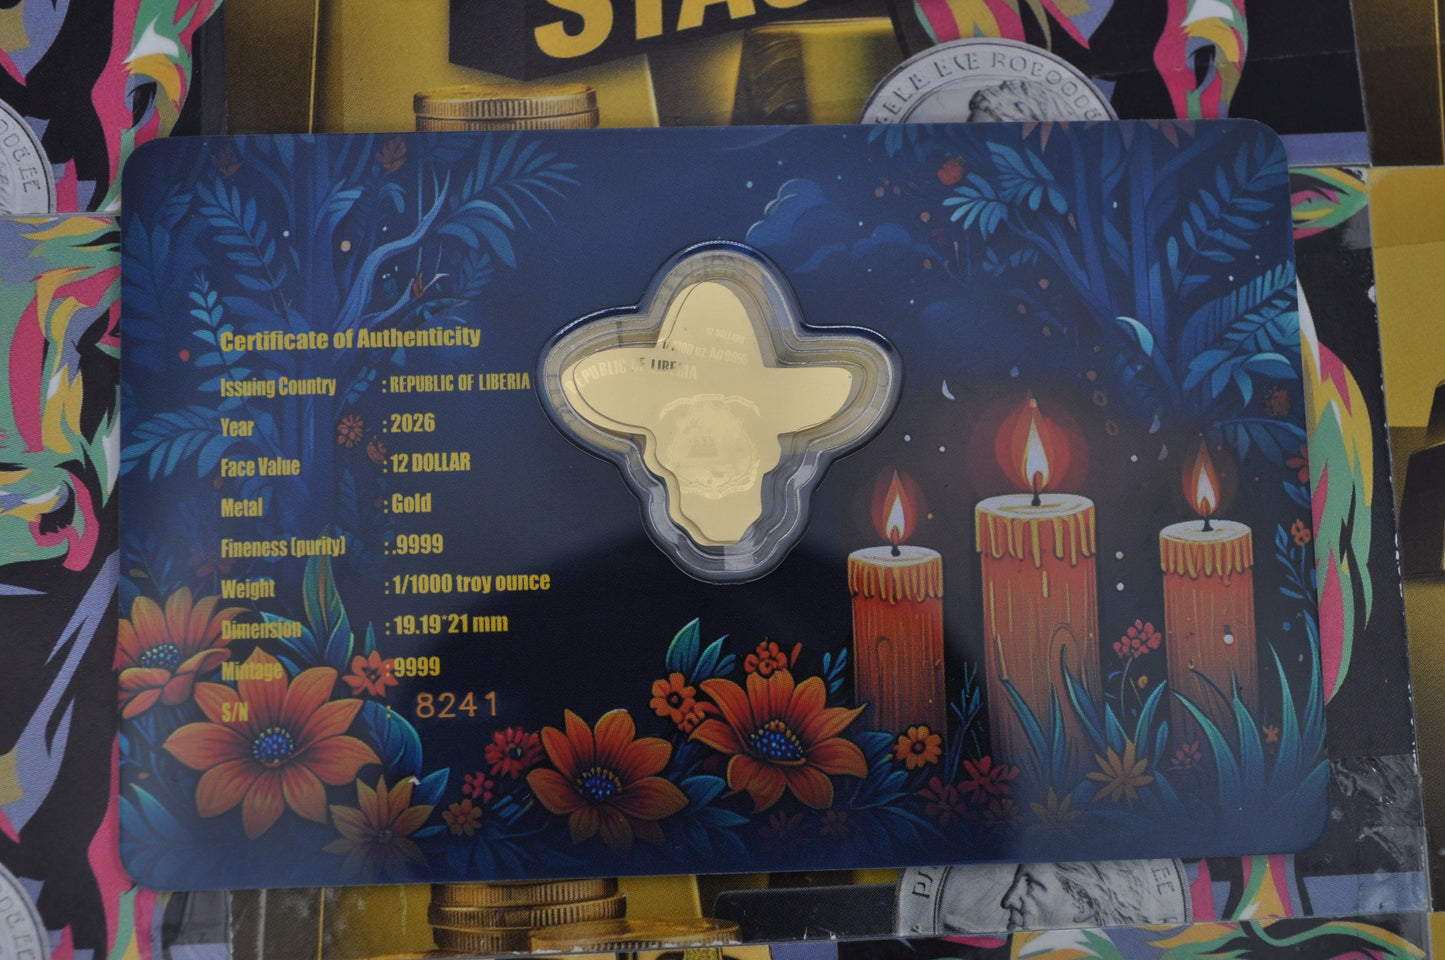 Certificate of Authenticity
Issuing Country : REPUBLIC OF LIBERIA
Year : 2026
Face Value : 12 DOLLAR
Metal : Gold
Fineness (purity) : .9999
Weight : 1/1000 troy ounce
Dimension : 19.19*21 mm
Mintage : 9999
S/N : 8241
12 DOLLARS
REPUBLIC OF LIBERIA